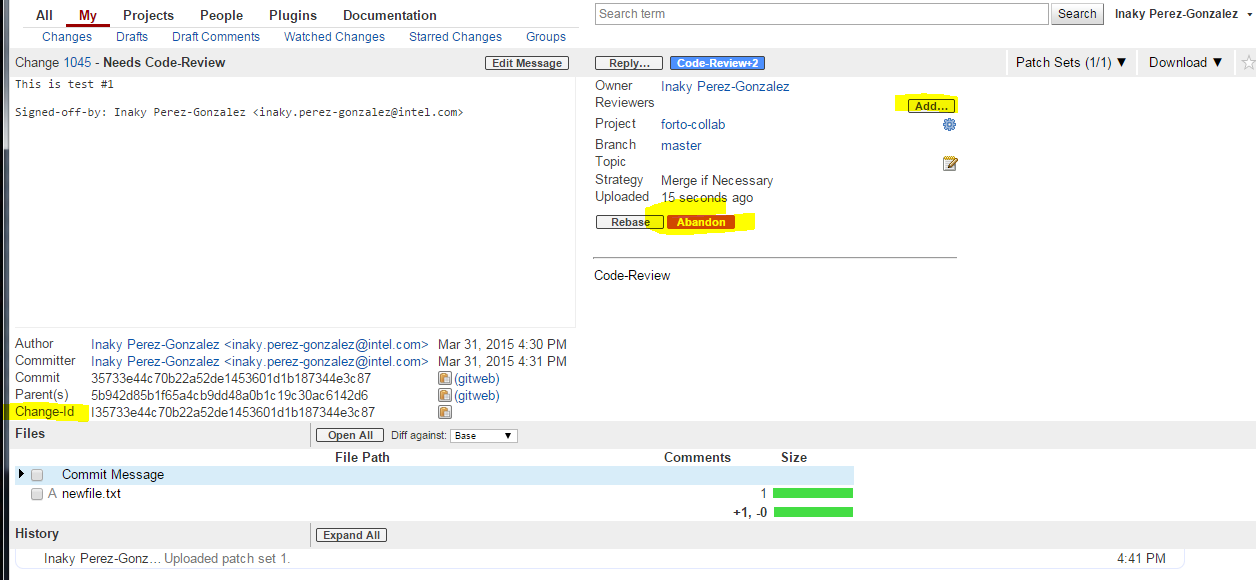 All My Projects People Plugins Documentation
Search term Search Inaky Perez-Gonzalez
Changes Drafts Draft Comments Watched Changes Starred Changes Groups
Change 1045 - Needs Code-Review Edit Message Reply… Code-Review+2 Patch Sets (1/1) ▼ Download ▼
This is test #1
Signed-off-by: Inaky Perez-Gonzalez <inaky.perez-gonzalez@intel.com>
Owner Inaky Perez-Gonzalez
Reviewers Add…
Project forto-collab
Branch master
Topic
Strategy Merge if Necessary
Uploaded 15 seconds ago
Rebase Abandon
Code-Review
Author Inaky Perez-Gonzalez <inaky.perez-gonzalez@intel.com> Mar 31, 2015 4:30 PM
Committer Inaky Perez-Gonzalez <inaky.perez-gonzalez@intel.com> Mar 31, 2015 4:31 PM
Commit 35733e44c70b22a52de1453601d1b187344e3c87 (gitweb)
Parent(s) 5b942d85b1f65a4cb9dd48a0b1c19c30ac6142d6 (gitweb)
Change-Id I35733e44c70b22a52de1453601d1b187344e3c87
Files Open All Diff against: Base ▼
File Path Comments Size
Commit Message
A newfile.txt 1
+1, -0
History Expand All
Inaky Perez-Gonz… Uploaded patch set 1. 4:41 PM